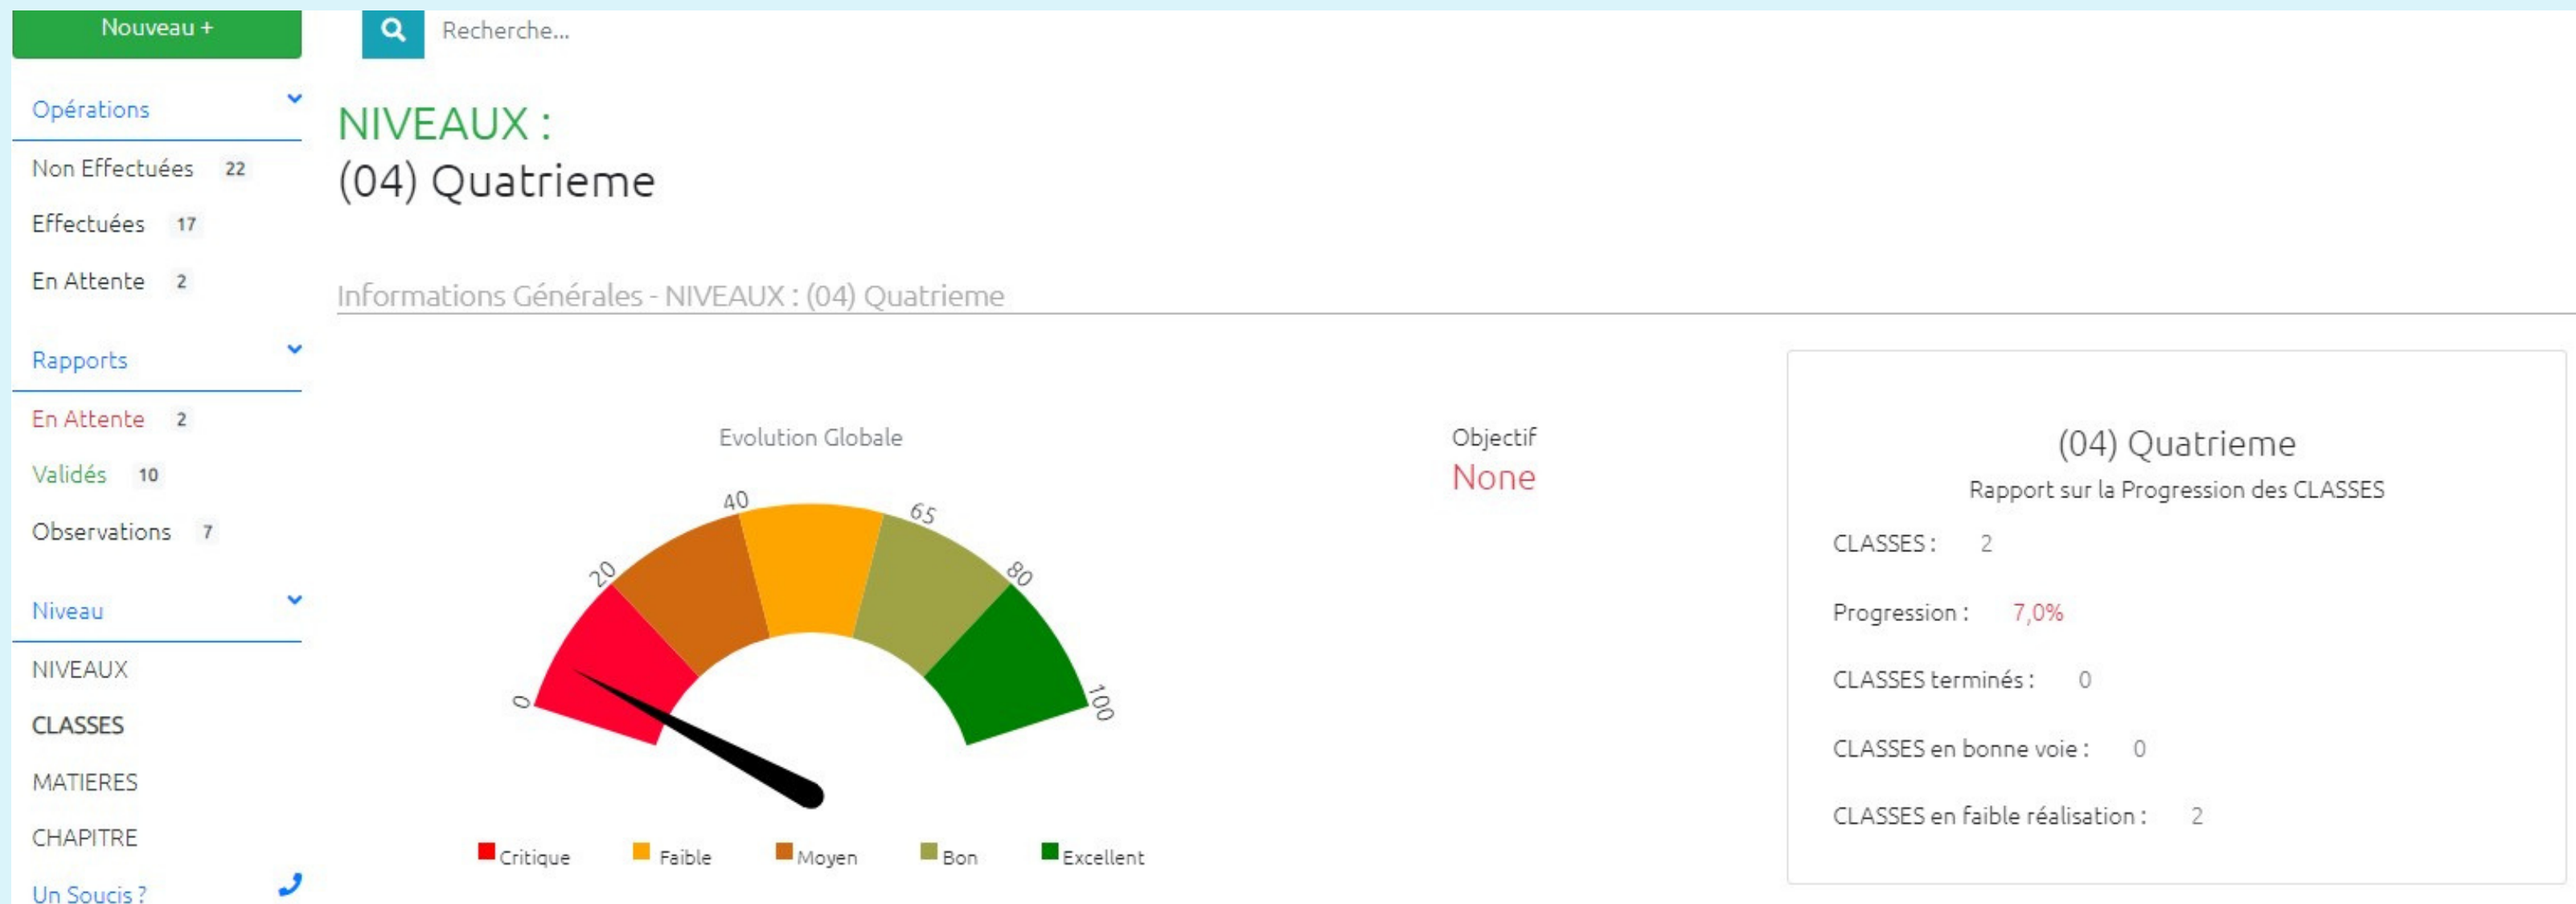 Nouveau +
Recherche...
Opérations
Non Effectuées 22
Effectuées 17
En Attente 2
Rapports
En Attente 2
Validés 10
Observations 7
Niveau
NIVEAUX
CLASSES
MATIERES
CHAPITRE
Un Soucis ?
NIVEAUX :
(04) Quatrieme
Informations Générales - NIVEAUX : (04) Quatrieme
Evolution Globale
0
20
40
65
80
100
Critique Faible Moyen Bon Excellent
Objectif
None
(04) Quatrieme
Rapport sur la Progression des CLASSES
CLASSES : 2
Progression : 7,0%
CLASSES terminés : 0
CLASSES en bonne voie : 0
CLASSES en faible réalisation : 2